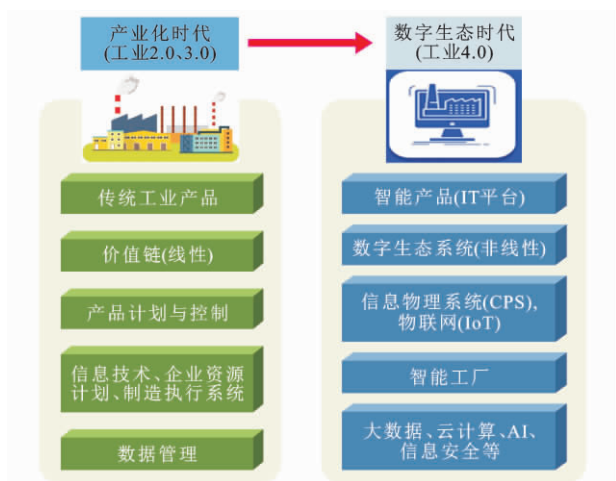 产业化时代
(工业2.0、3.0)
数字生态时代
(工业4.0)
传统工业产品
价值链(线性)
产品计划与控制
信息技术、企业资源
计划、制造执行系统
数据管理
智能产品(IT平台)
数字生态系统(非线性)
信息物理系统(CPS),
物联网(IoT)
智能工厂
大数据、云计算、AI、
信息安全等